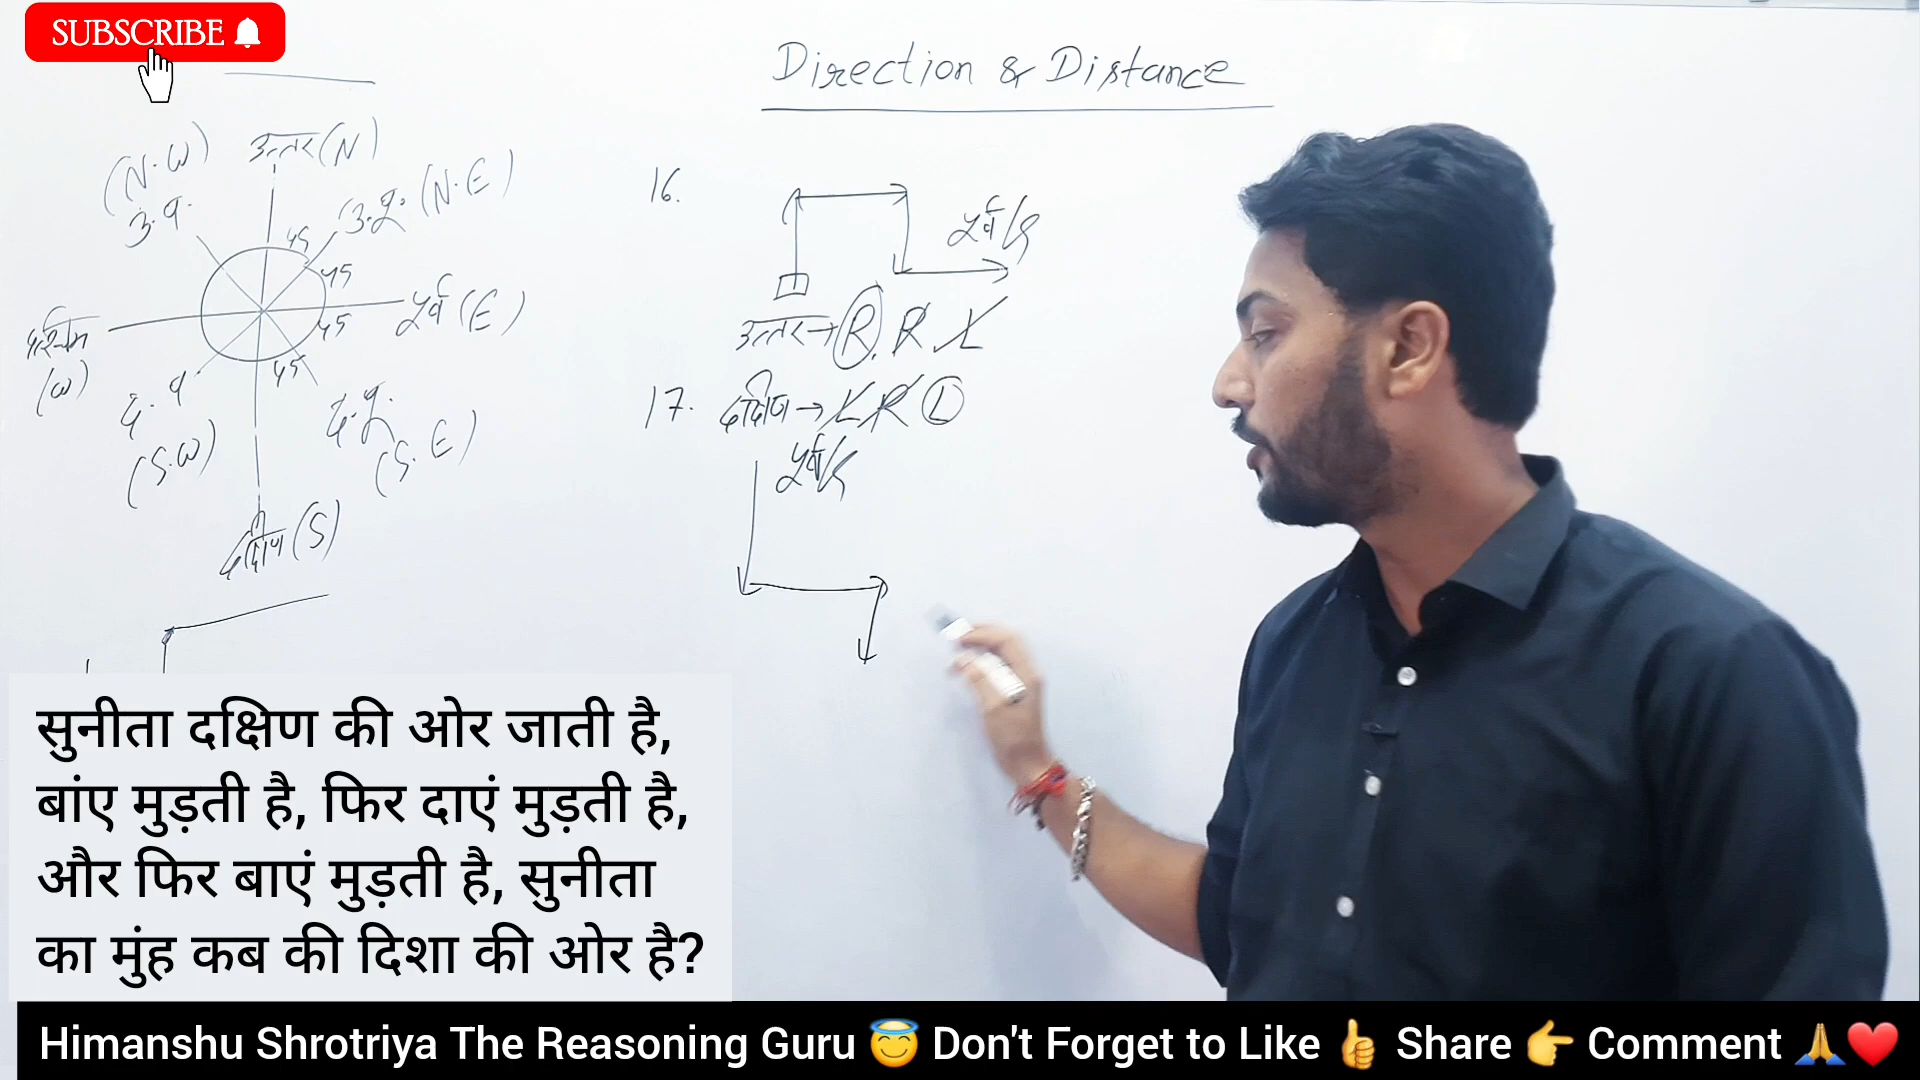 SUBSCRIBE
Direction & Distance
(N.W)
उ.प.
उत्तर (N)
उ.पू. (N.E)
45
45
45
45
पूर्व (E)
पश्चिम
(W)
द.प
(S.W)
द.पू.
(S.E)
दक्षिण (S)
16.
पूर्व/
उत्तर→R. R L
17. दक्षिण→L R L
पूर्व/
सुनीता दक्षिण की ओर जाती है,
बांए मुड़ती है, फिर दाएं मुड़ती है,
और फिर बाएं मुड़ती है, सुनीता
का मुंह कब की दिशा की ओर है?
Himanshu Shrotriya The Reasoning Guru 😇 Don't Forget to Like 👍 Share 👉 Comment 🙏❤️